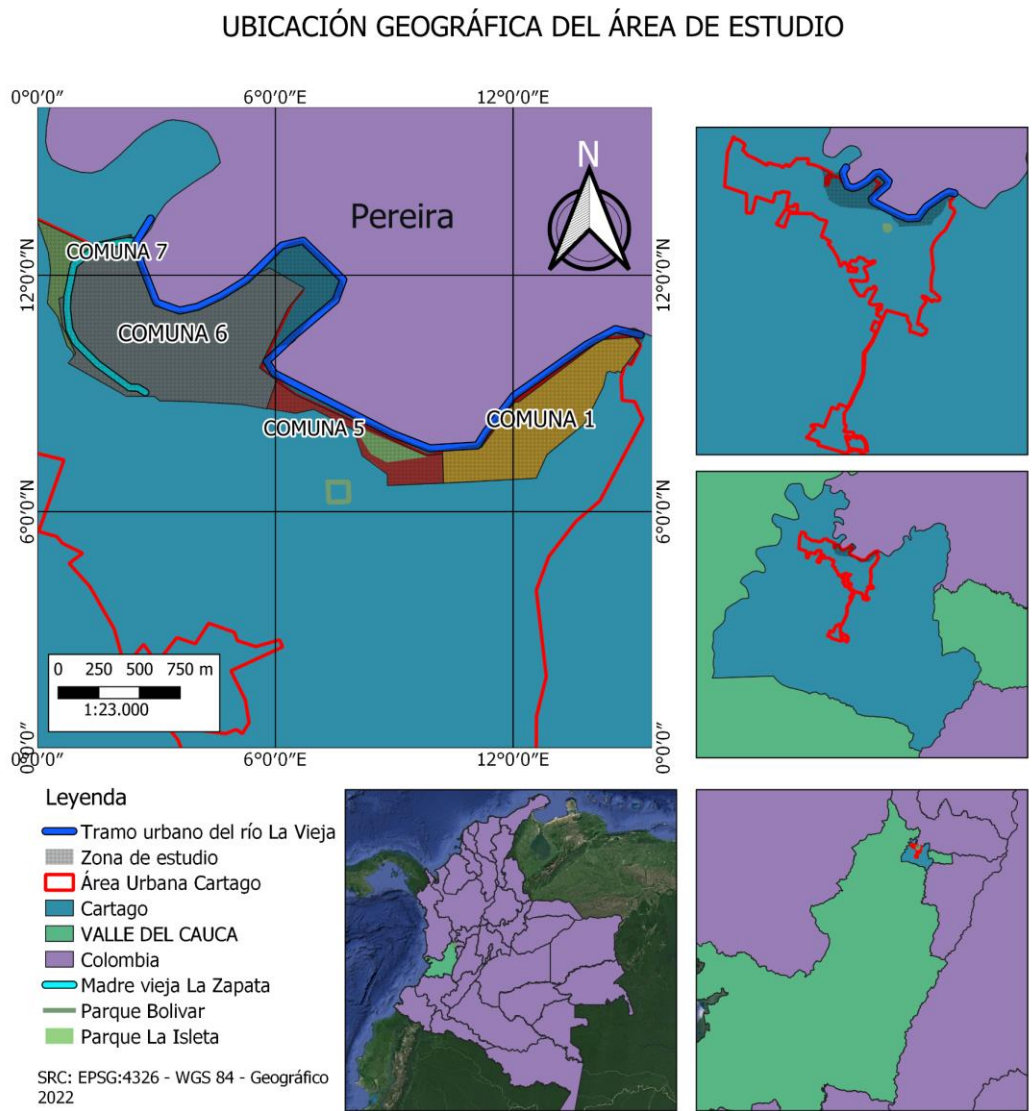 UBICACIÓN GEOGRÁFICA DEL ÁREA DE ESTUDIO
0°0′0″ 6°0′0″E 12°0′0″E
N
Pereira
COMUNA 7
12°0′0″N 12°0′0″N
COMUNA 6
COMUNA 5
COMUNA 1
6°0′0″N 6°0′0″N
0 250 500 750 m
1:23.000
0°0′0″ 0°0′0″
0°0′0″ 6°0′0″E 12°0′0″E
Leyenda
Tramo urbano del río La Vieja
Zona de estudio
Área Urbana Cartago
Cartago
VALLE DEL CAUCA
Colombia
Madre vieja La Zapata
Parque Bolivar
Parque La Isleta
SRC: EPSG:4326 - WGS 84 - Geográfico
2022